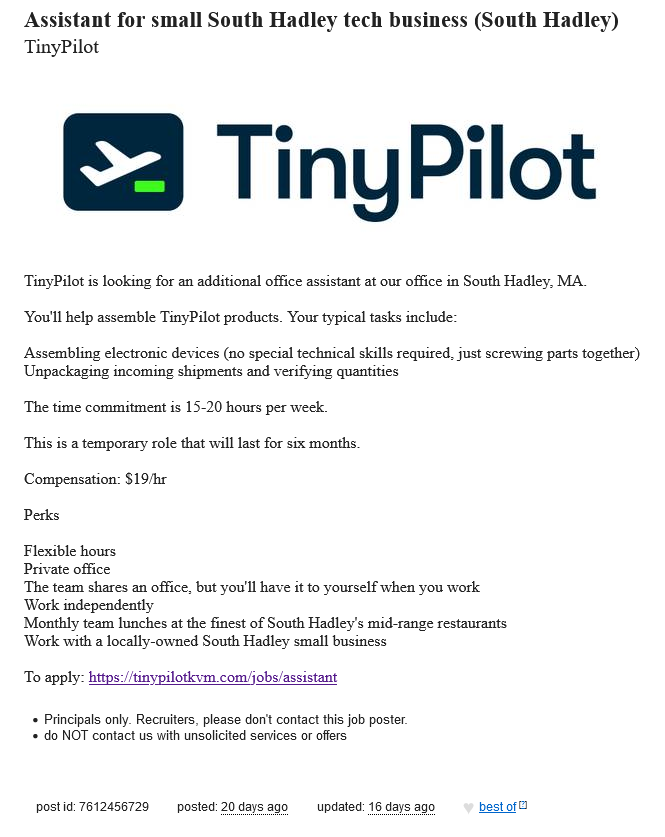 Assistant for small South Hadley tech business (South Hadley)
TinyPilot
TinyPilot
TinyPilot is looking for an additional office assistant at our office in South Hadley, MA.
You'll help assemble TinyPilot products. Your typical tasks include:
Assembling electronic devices (no special technical skills required, just screwing parts together)
Unpackaging incoming shipments and verifying quantities
The time commitment is 15-20 hours per week.
This is a temporary role that will last for six months.
Compensation: $19/hr
Perks
Flexible hours
Private office
The team shares an office, but you'll have it to yourself when you work
Work independently
Monthly team lunches at the finest of South Hadley's mid-range restaurants
Work with a locally-owned South Hadley small business
To apply: https://tinypilotkvm.com/jobs/assistant
• Principals only. Recruiters, please don't contact this job poster.
• do NOT contact us with unsolicited services or offers
post id: 7612456729 posted: 20 days ago updated: 16 days ago ♥ best of [?]